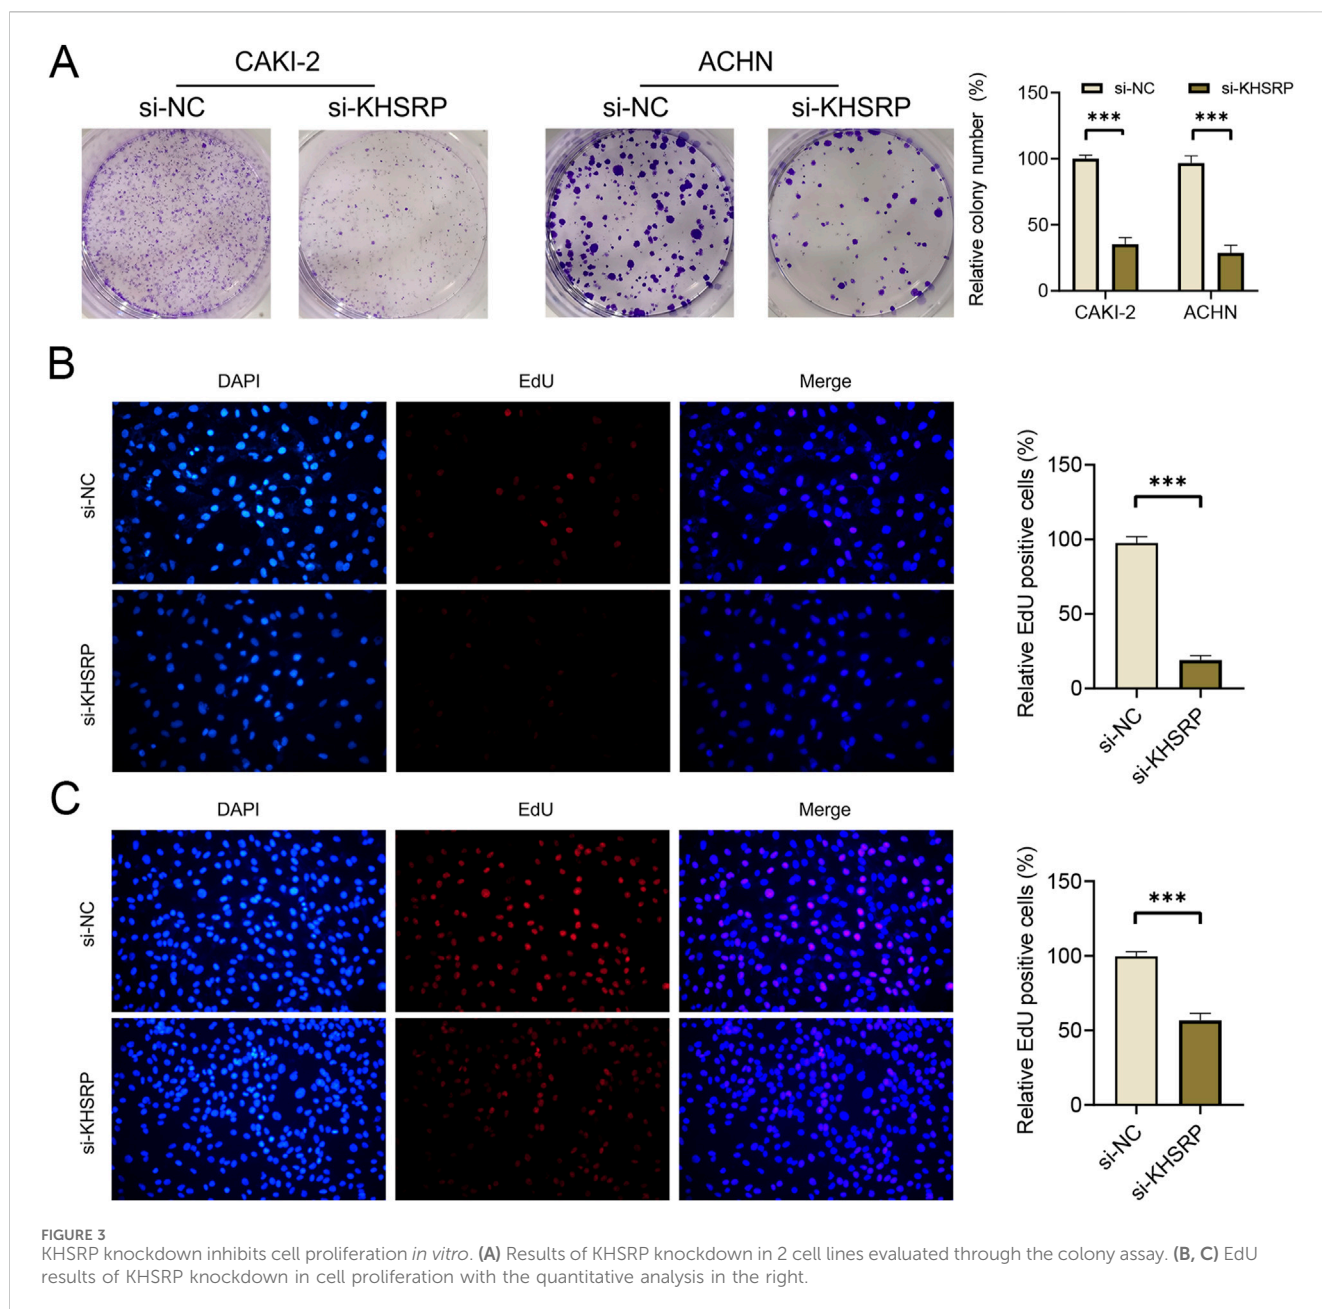 A
CAKI-2
ACHN
si-NC
si-KHSRP
si-NC
si-KHSRP
si-NC
si-KHSRP
Relative colony number (%)
150
100
50
0
***
***
CAKI-2
ACHN
B
DAPI
EdU
Merge
si-NC
si-KHSRP
Relative EdU positive cells (%)
150
100
50
0
***
si-NC
si-KHSRP
C
DAPI
EdU
Merge
si-NC
si-KHSRP
Relative EdU positive cells (%)
150
100
50
0
***
si-NC
si-KHSRP
FIGURE 3
KHSRP knockdown inhibits cell proliferation in vitro. (A) Results of KHSRP knockdown in 2 cell lines evaluated through the colony assay. (B, C) EdU
results of KHSRP knockdown in cell proliferation with the quantitative analysis in the right.